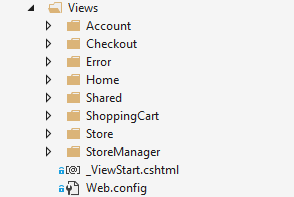 Views
Account
Checkout
Error
Home
Shared
ShoppingCart
Store
StoreManager
[@] _ViewStart.cshtml
Web.config